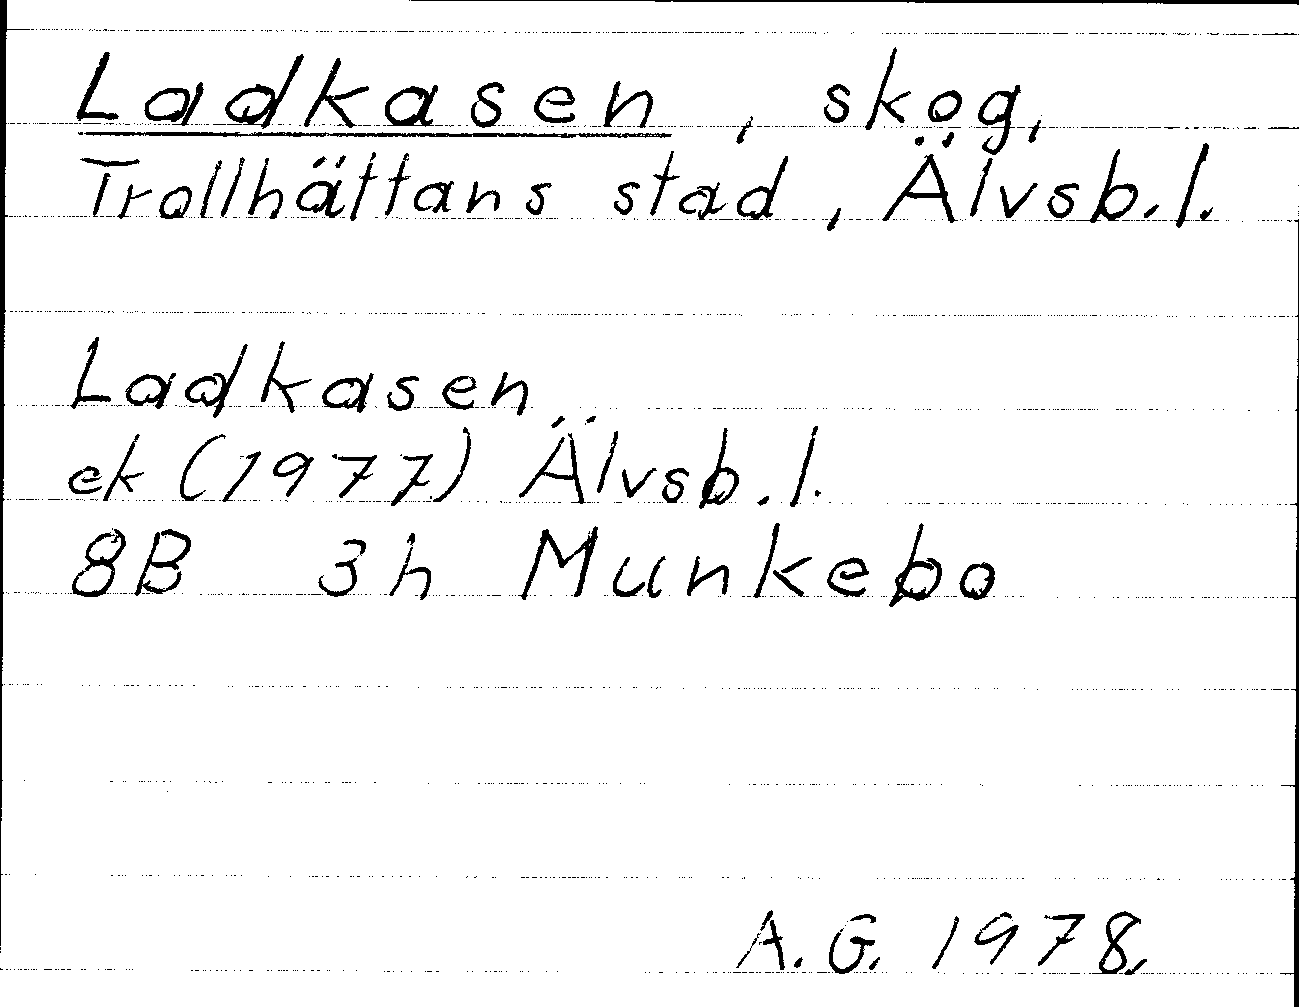 Ladkasen, skog,
Trollhättans stad, Älvsb.l.
Ladkasen
ek (1977) Älvsb.l.
8B 3h Munkebo
A.G. 1978.